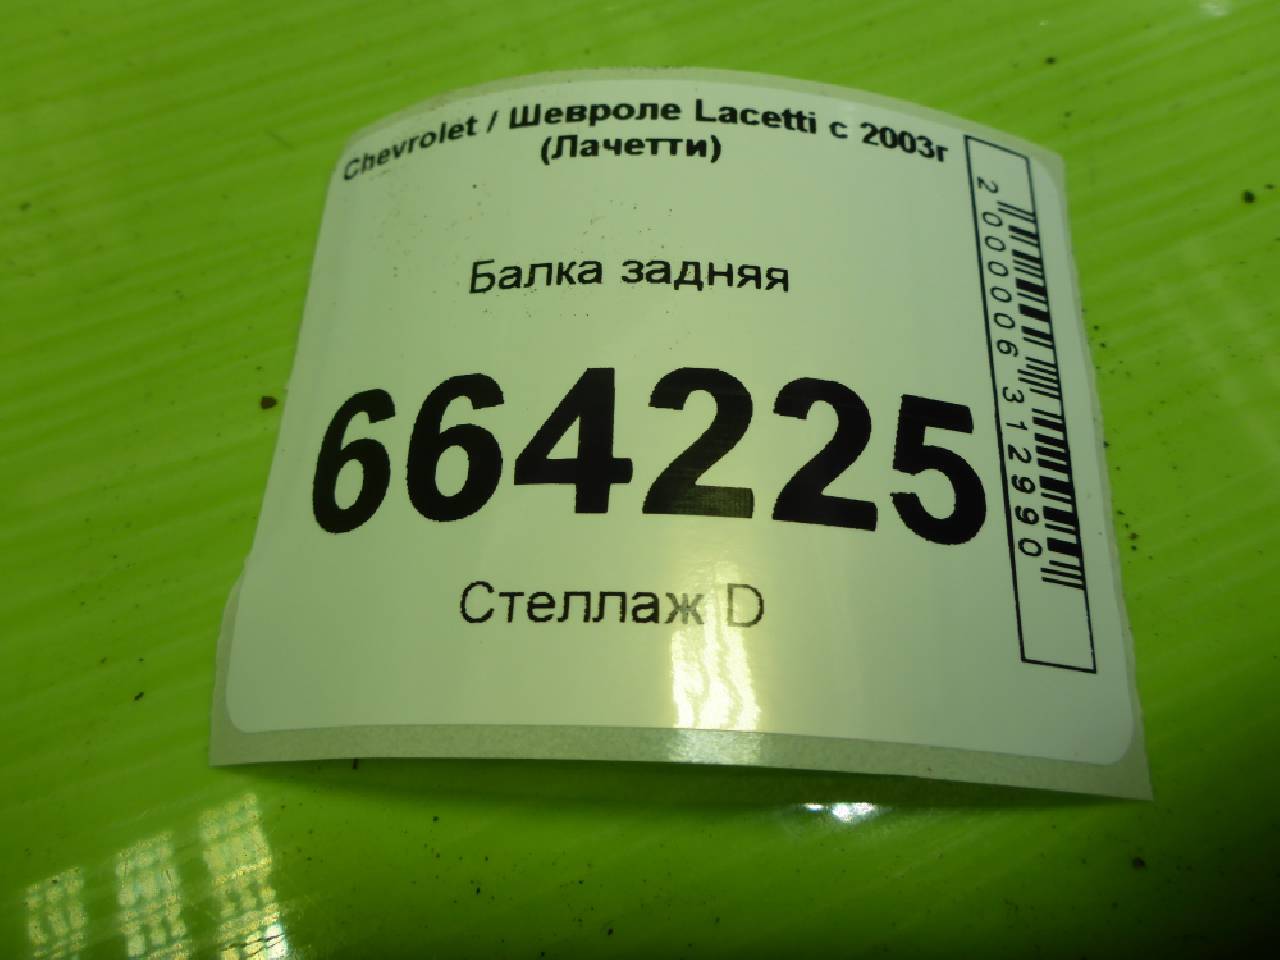 Chevrolet / Шевроле Lacetti с 2003г
(Лачетти)
Балка задняя
664225
Стеллаж D
2000006312990